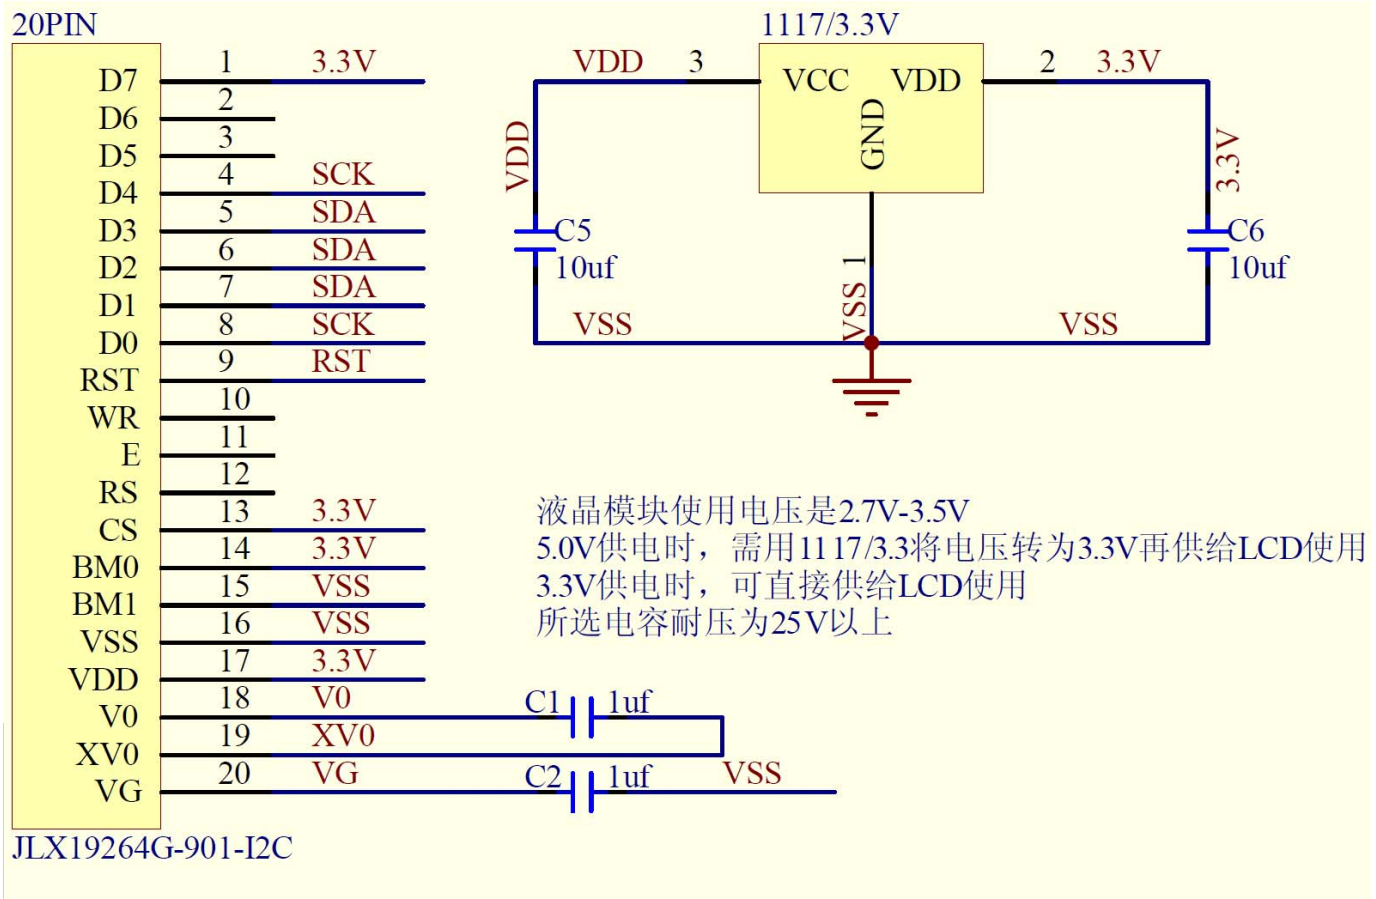 20PIN
D7 1 3.3V
D6 2
D5 3
D4 4 SCK
D3 5 SDA
D2 6 SDA
D1 7 SDA
D0 8 SCK
RST 9 RST
WR 10
E 11
RS 12
CS 13 3.3V
BM0 14 3.3V
BM1 15 VSS
VSS 16 VSS
VDD 17 3.3V
V0 18 V0 C1 1uf
XV0 19 XV0
VG 20 VG C2 1uf VSS
JLX19264G-901-I2C
1117/3.3V
VDD 3 VCC VDD 2 3.3V
GND
VDD
3.3V
C5
10uf
C6
10uf
1
VSS
VSS
VSS
液晶模块使用电压是2.7V-3.5V
5.0V供电时，需用1117/3.3将电压转为3.3V再供给LCD使用
3.3V供电时，可直接供给LCD使用
所选电容耐压为25V以上